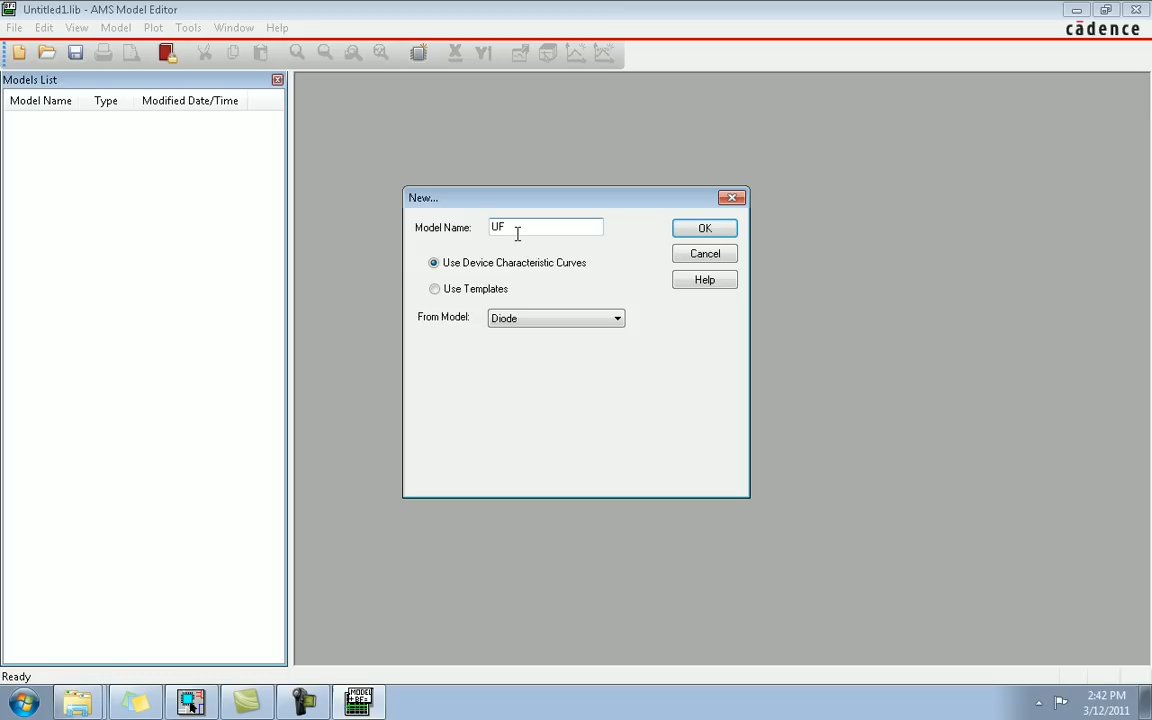 Untitled1.lib - AMS Model Editor
File Edit View Model Plot Tools Window Help
cādence
Models List
Model Name Type Modified Date/Time
New...
Model Name: UF OK
Use Device Characteristic Curves Cancel
Use Templates Help
From Model: Diode
Ready
MODEL
2:42 PM
3/12/2011